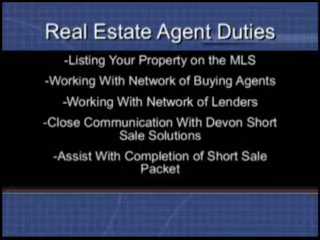 Real Estate Agent Duties
-Listing Your Property on the MLS
-Working With Network of Buying Agents
-Working With Network of Lenders
-Close Communication With Devon Short
Sale Solutions
-Assist With Completion of Short Sale
Packet